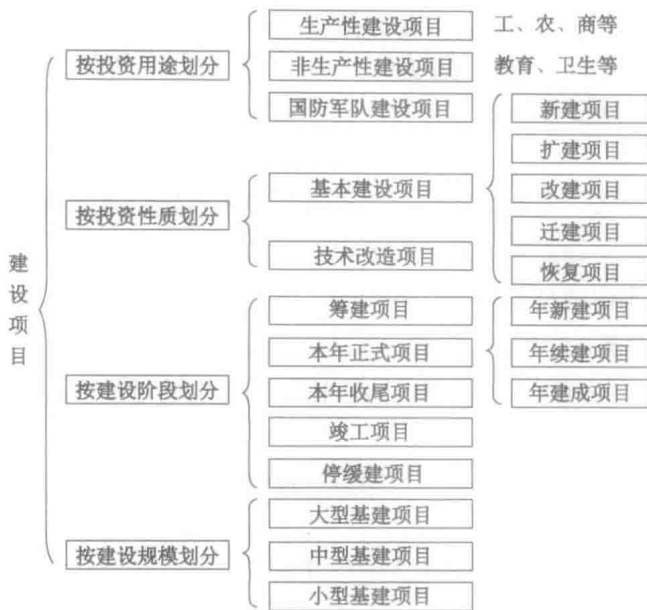 建设项目
按投资用途划分
生产性建设项目
工、农、商等
非生产性建设项目
教育、卫生等
国防军队建设项目
按投资性质划分
基本建设项目
新建项目
扩建项目
改建项目
迁建项目
恢复项目
技术改造项目
按建设阶段划分
筹建项目
本年正式项目
年新建项目
年续建项目
年建成项目
本年收尾项目
竣工项目
停缓建项目
按建设规模划分
大型基建项目
中型基建项目
小型基建项目